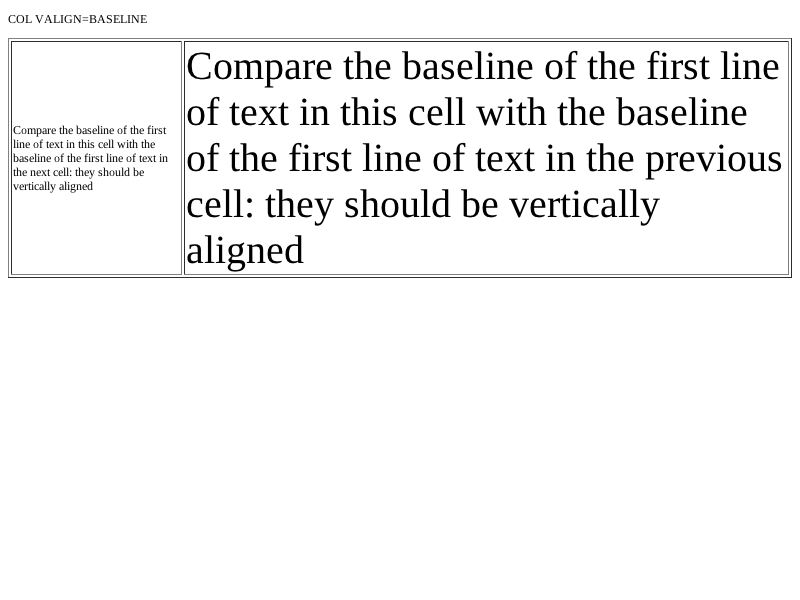 COL VALIGN=BASELINE
Compare the baseline of the first
line of text in this cell with the
baseline of the first line of text in
the next cell: they should be
vertically aligned
Compare the baseline of the first line
of text in this cell with the baseline
of the first line of text in the previous
cell: they should be vertically
aligned